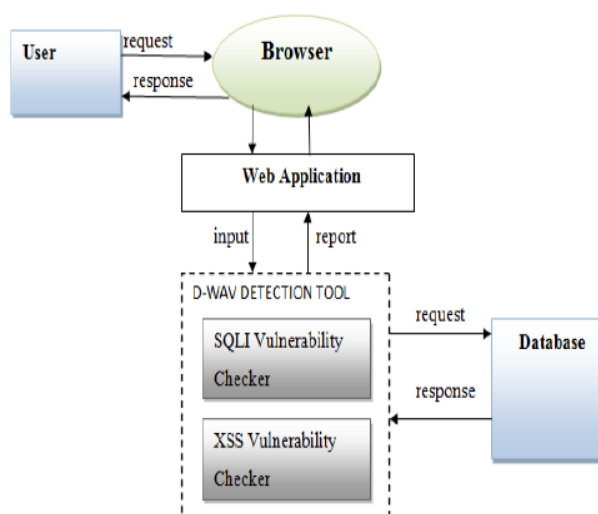 User
request
Browser
response
Web Application
input
report
D-WAV DETECTION TOOL
SQLI Vulnerability
Checker
request
Database
response
XSS Vulnerability
Checker